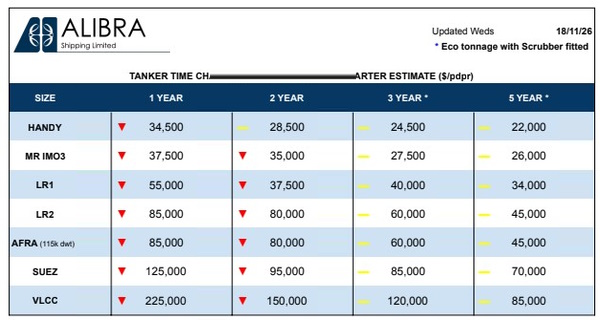 ALIBRA
Shipping Limited
Updated Weds 18/11/26
* Eco tonnage with Scrubber fitted
TANKER TIME CH ARTER ESTIMATE ($/pdpr)
SIZE 1 YEAR 2 YEAR 3 YEAR * 5 YEAR *
HANDY ▼ 34,500 — 28,500 — 24,500 — 22,000
MR IMO3 ▼ 37,500 ▼ 35,000 — 27,500 — 26,000
LR1 ▼ 55,000 ▼ 37,500 — 40,000 — 34,000
LR2 ▼ 85,000 ▼ 80,000 — 60,000 — 45,000
AFRA (115k dwt) ▼ 85,000 ▼ 80,000 — 60,000 — 45,000
SUEZ ▼ 125,000 ▼ 95,000 — 85,000 — 70,000
VLCC ▼ 225,000 ▼ 150,000 — 120,000 — 85,000